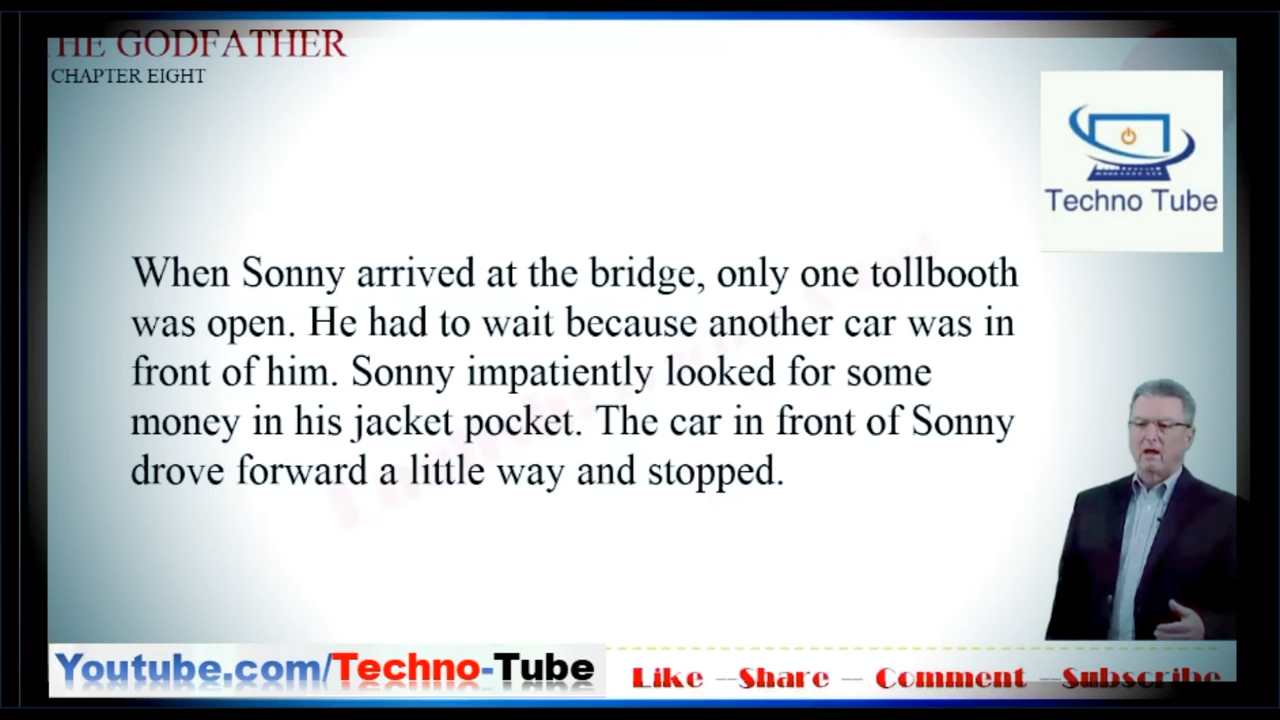 THE GODFATHER
CHAPTER EIGHT
Techno Tube
When Sonny arrived at the bridge, only one tollbooth
was open. He had to wait because another car was in
front of him. Sonny impatiently looked for some
money in his jacket pocket. The car in front of Sonny
drove forward a little way and stopped.
Youtube.com/Techno-Tube
Like --Share -- Comment --Subscribe